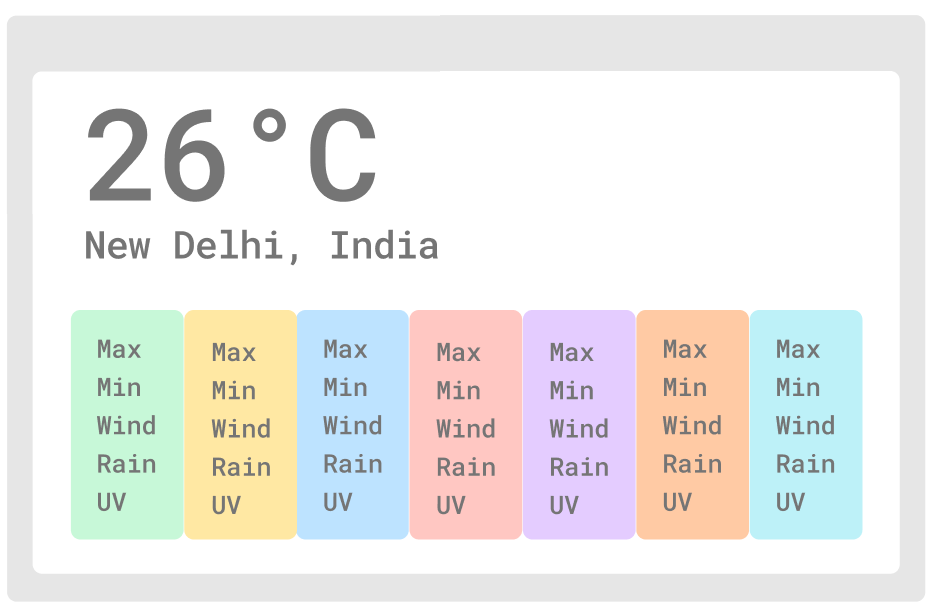 26°C
New Delhi, India
Max Max Max Max Max Max Max
Min Min Min Min Min Min Min
Wind Wind Wind Wind Wind Wind Wind
Rain Rain Rain Rain Rain Rain Rain
UV UV UV UV UV UV UV